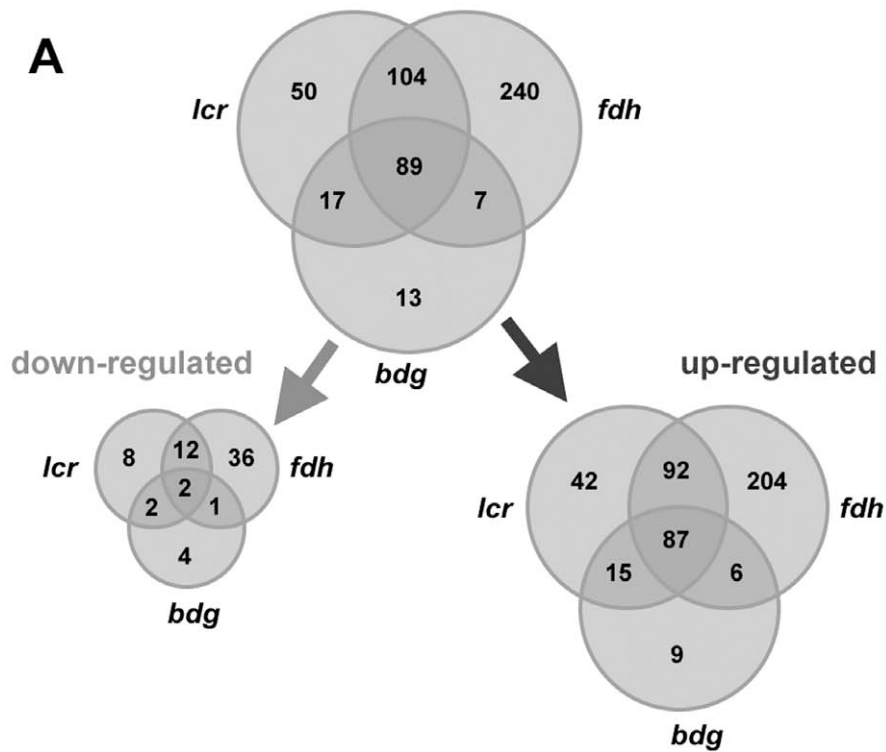 A
50
104
240
lcr
fdh
89
17
7
13
bdg
down-regulated
up-regulated
8
12
36
lcr
fdh
2
2
1
4
bdg
42
92
204
lcr
fdh
87
15
6
9
bdg